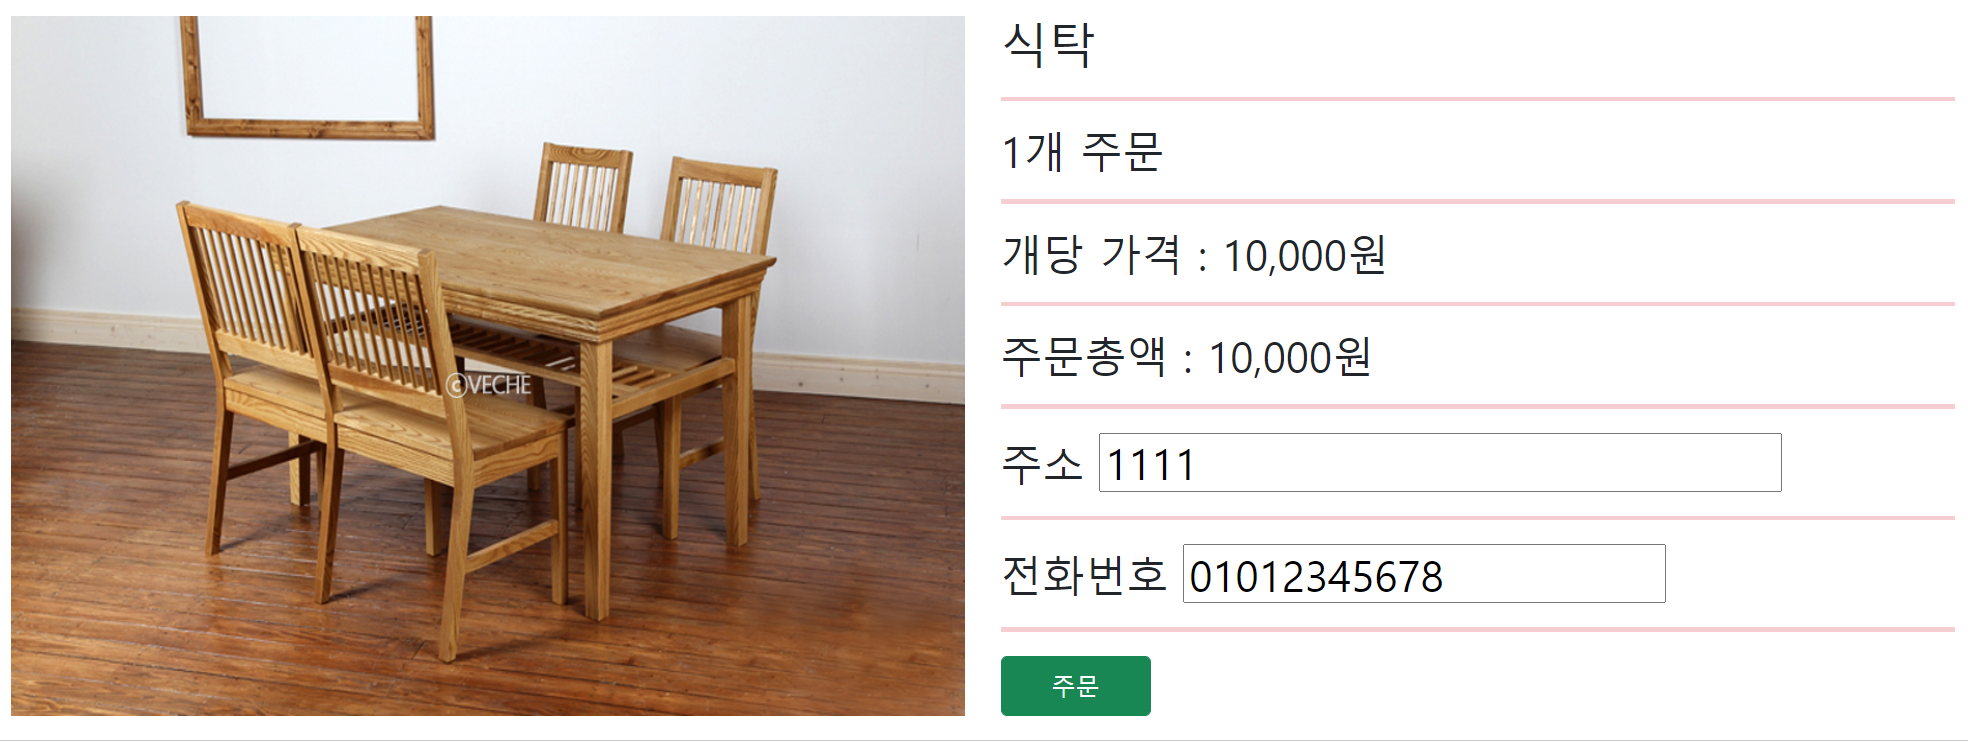 식탁
1개 주문
개당 가격 : 10,000원
주문총액 : 10,000원
주소 1111
전화번호 01012345678
주문
©VECHE